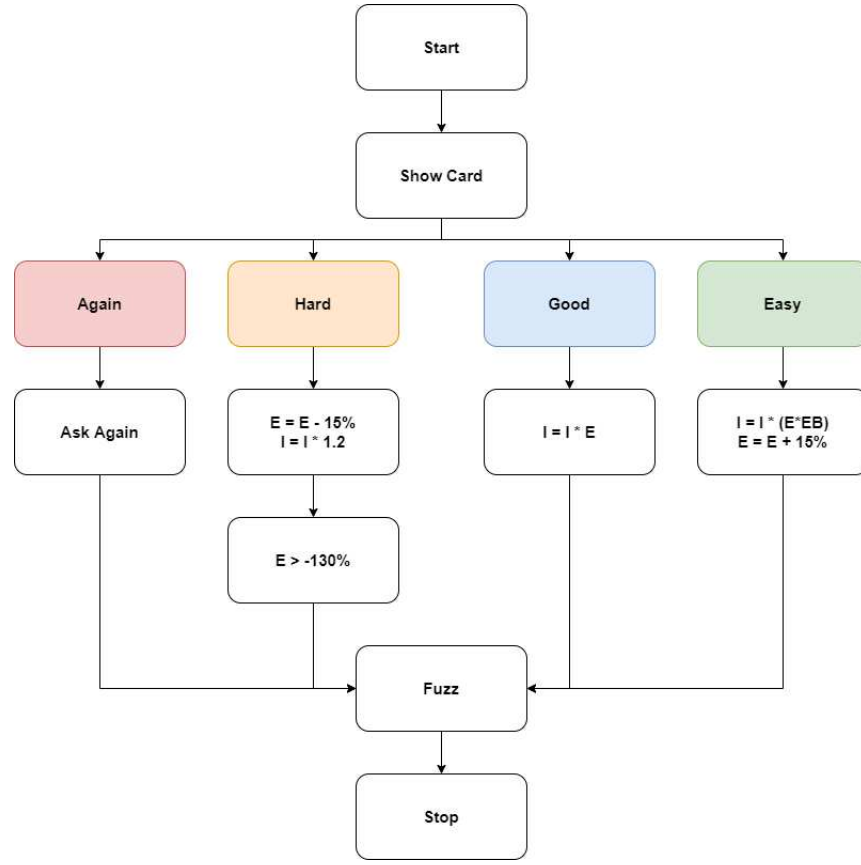 Start
Show Card
Again
Hard
Good
Easy
Ask Again
E = E - 15%
I = I * 1.2
I = I * E
I = I * (E*EB)
E = E + 15%
E > -130%
Fuzz
Stop